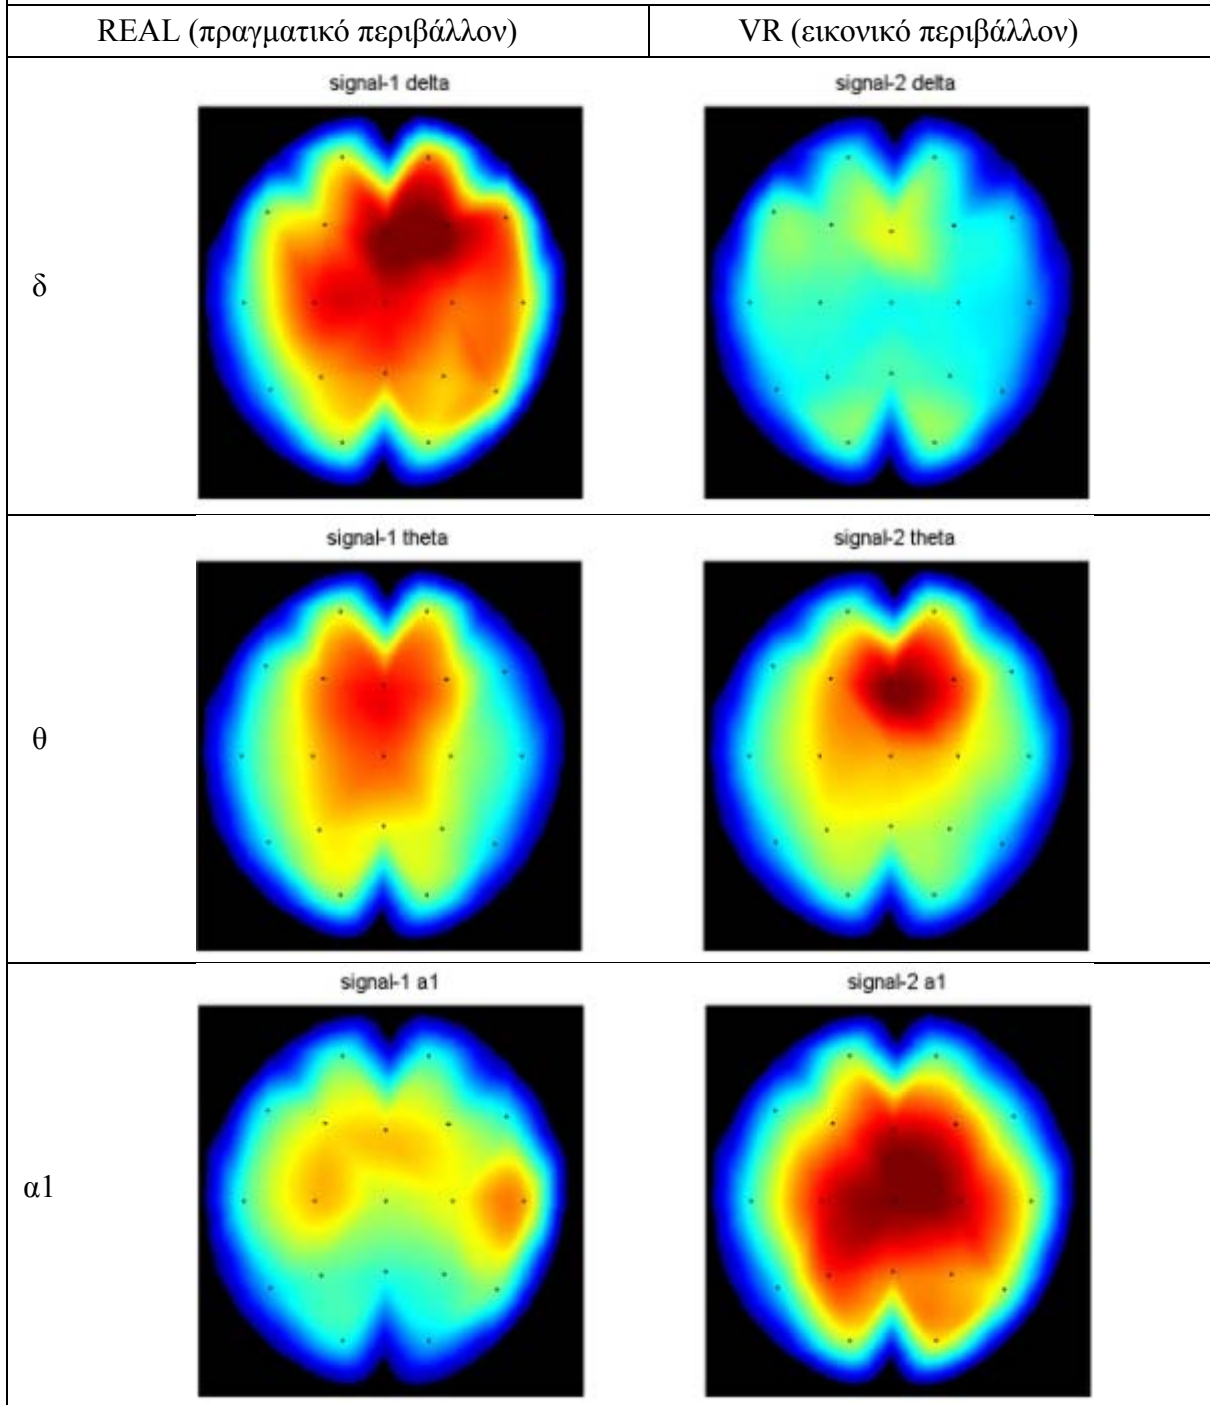 REAL (πραγματικό περιβάλλον) VR (εικονικό περιβάλλον)
signal-1 delta signal-2 delta
δ
signal-1 theta signal-2 theta
θ
signal-1 a1 signal-2 a1
α1